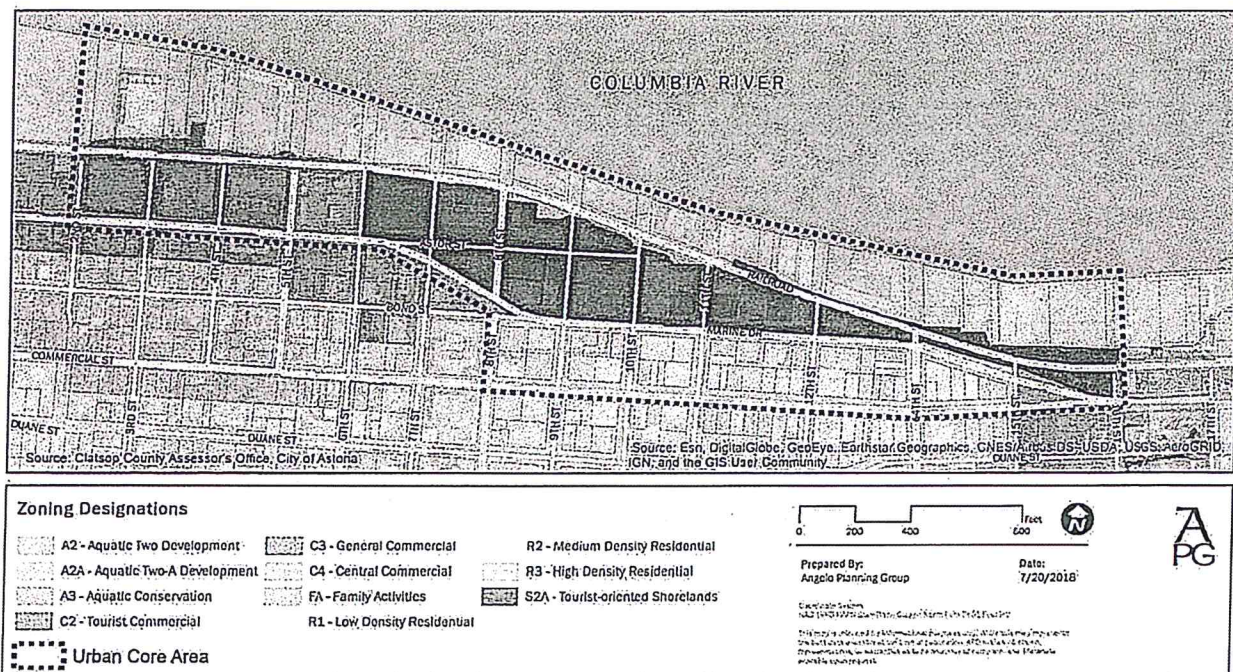 COLUMBIA RIVER
ASTOR ST
RAILROAD
BOND ST
MARINE DR
COMMERCIAL ST
3RD ST
6TH ST
7TH ST
9TH ST
10TH ST
12TH ST
14TH ST
17TH ST
DUANE ST
DUANE ST
DUANE ST
Source: Clatsop County Assessor's Office, City of Astoria
Source: Esri, DigitalGlobe, GeoEye, Earthstar Geographics, CNES/Airbus DS, USDA, USGS, AeroGRID,
IGN, and the GIS User Community
Zoning Designations
A2 - Aquatic Two Development
A2A - Aquatic Two-A Development
A3 - Aquatic Conservation
C2 - Tourist Commercial
C3 - General Commercial
C4 - Central Commercial
FA - Family Activities
R1 - Low Density Residential
R2 - Medium Density Residential
R3 - High Density Residential
S2A - Tourist-oriented Shorelands
Urban Core Area
0 200 400 600
Feet
N
Prepared By:
Angelo Planning Group
Date:
7/20/2018
A
PG